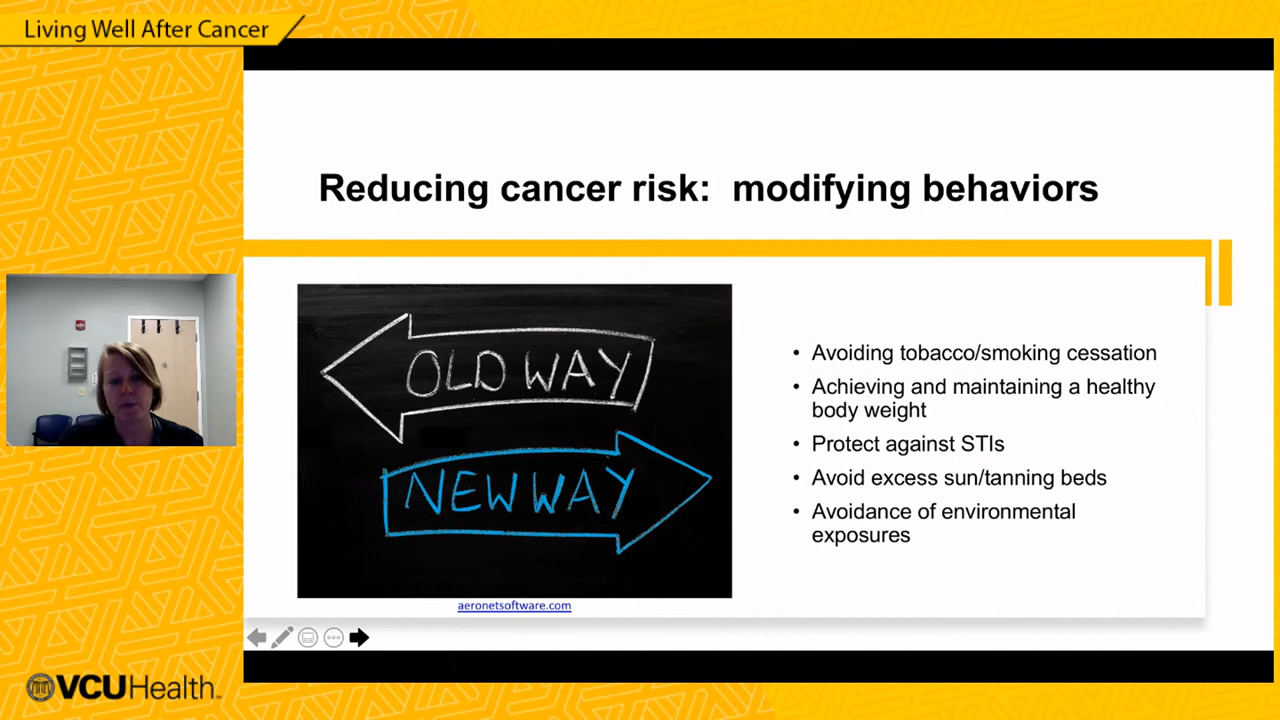 Living Well After Cancer
Reducing cancer risk: modifying behaviors
OLD WAY
NEW WAY
aeronetsoftware.com
• Avoiding tobacco/smoking cessation
• Achieving and maintaining a healthy
body weight
• Protect against STIs
• Avoid excess sun/tanning beds
• Avoidance of environmental
exposures
VCUHealth